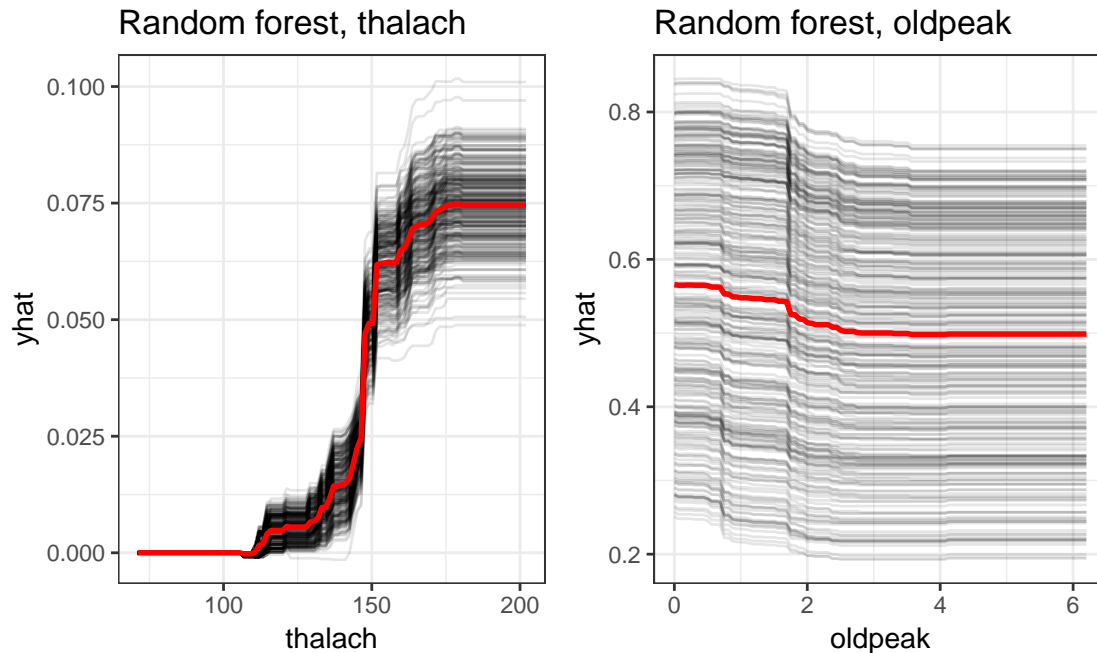 Random forest, thalach
0.100
0.075
0.050
0.025
0.000
yhat
100 150 200
thalach
Random forest, oldpeak
0.8
0.6
0.4
0.2
yhat
0 2 4 6
oldpeak